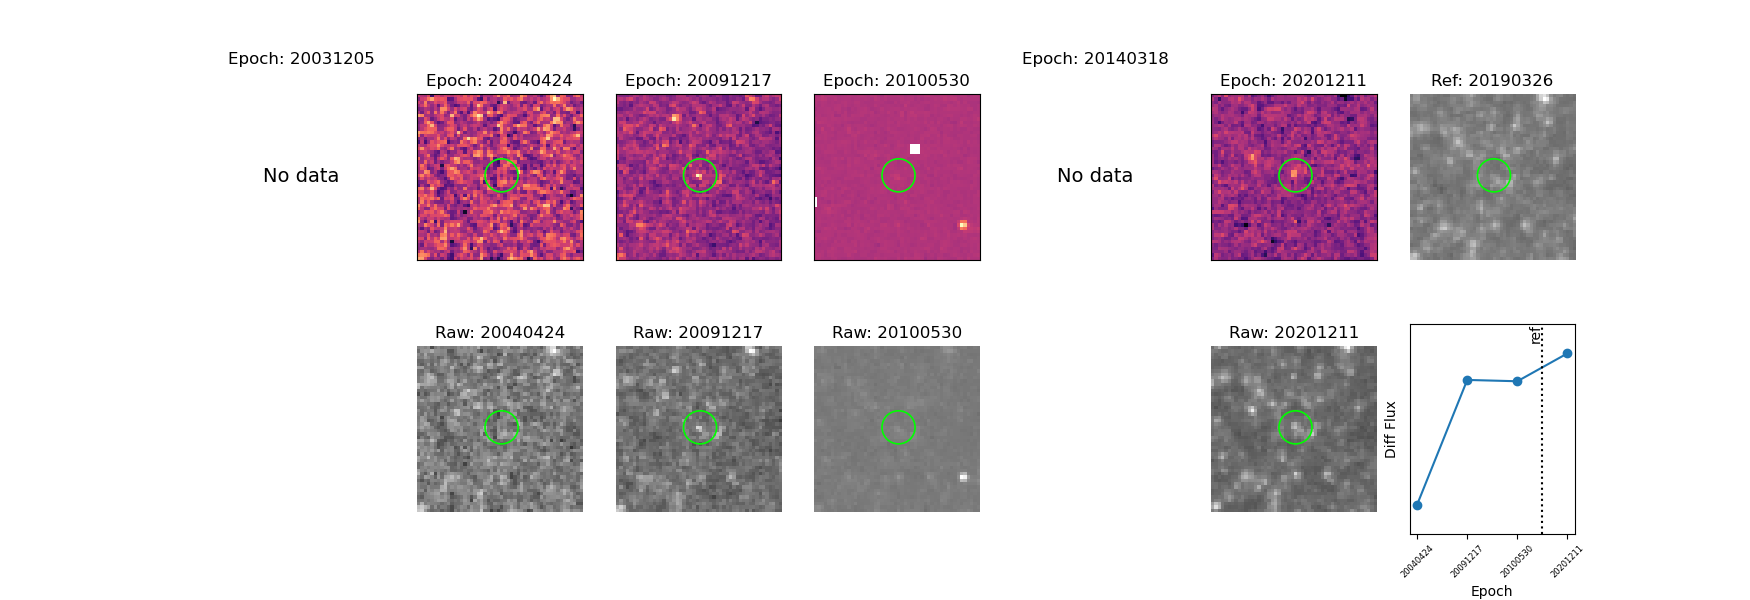 Epoch: 20031205
Epoch: 20140318
Epoch: 20040424
Epoch: 20091217
Epoch: 20100530
Epoch: 20201211
Ref: 20190326
No data
No data
Raw: 20040424
Raw: 20091217
Raw: 20100530
Raw: 20201211
ref
Diff Flux
20040424
20091217
20100530
20201211
Epoch